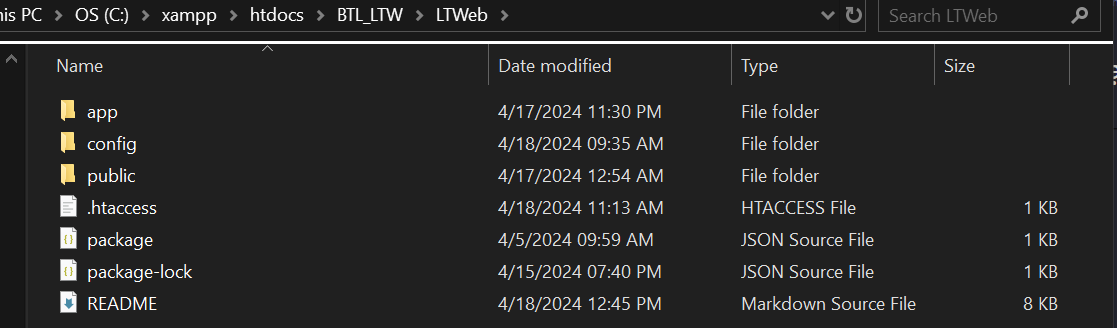 his PC > OS (C:) > xampp > htdocs > BTL_LTW > LTWeb >
Search LTWeb
Name Date modified Type Size
app 4/17/2024 11:30 PM File folder
config 4/18/2024 09:35 AM File folder
public 4/17/2024 12:54 AM File folder
.htaccess 4/18/2024 11:13 AM HTACCESS File 1 KB
package 4/5/2024 09:59 AM JSON Source File 1 KB
package-lock 4/15/2024 07:40 PM JSON Source File 1 KB
README 4/18/2024 12:45 PM Markdown Source File 8 KB